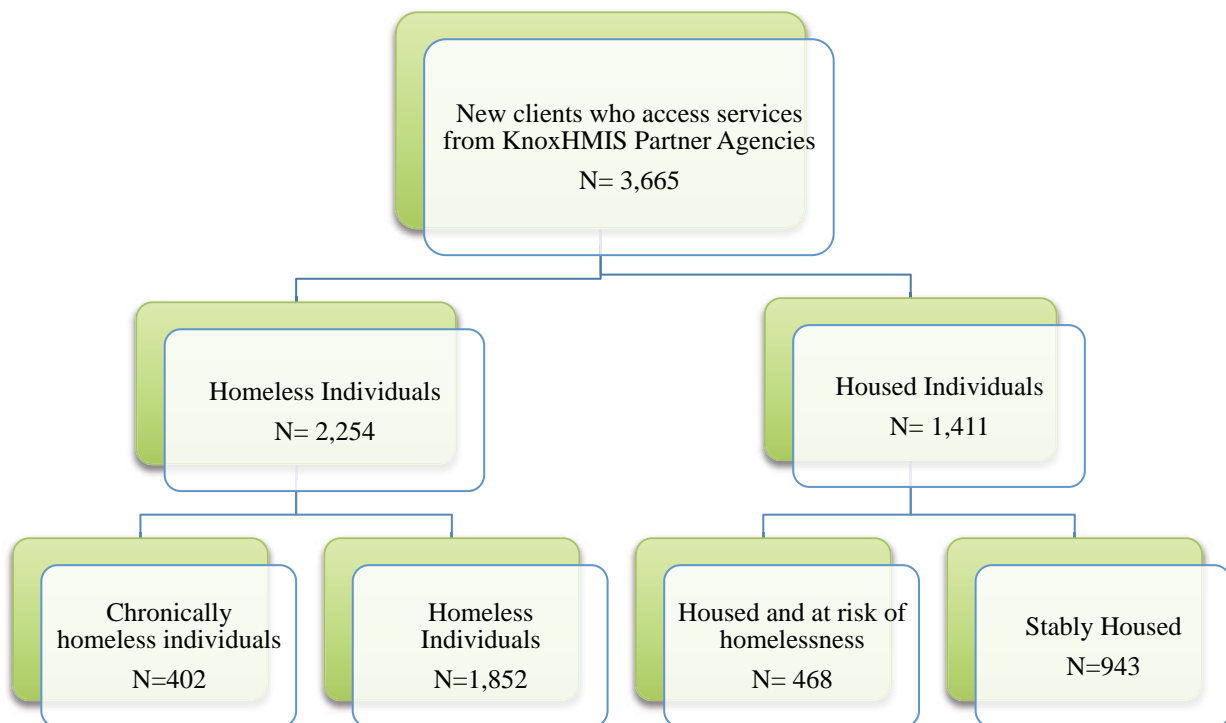 New clients who access services
from KnoxHMIS Partner Agencies
N= 3,665
Homeless Individuals
N= 2,254
Housed Individuals
N= 1,411
Chronically
homeless individuals
N=402
Homeless
Individuals
N=1,852
Housed and at risk of
homelessness
N= 468
Stably Housed
N=943